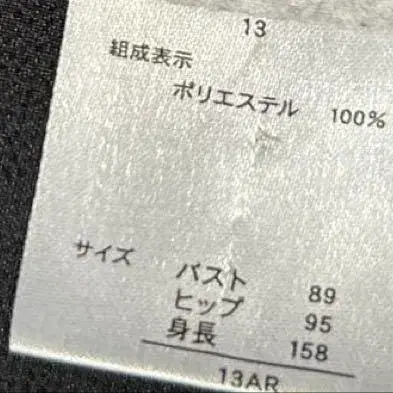 13
組成表示
ポリエステル 100%
サイズ バスト 89
ヒップ 95
身長 158
13AR